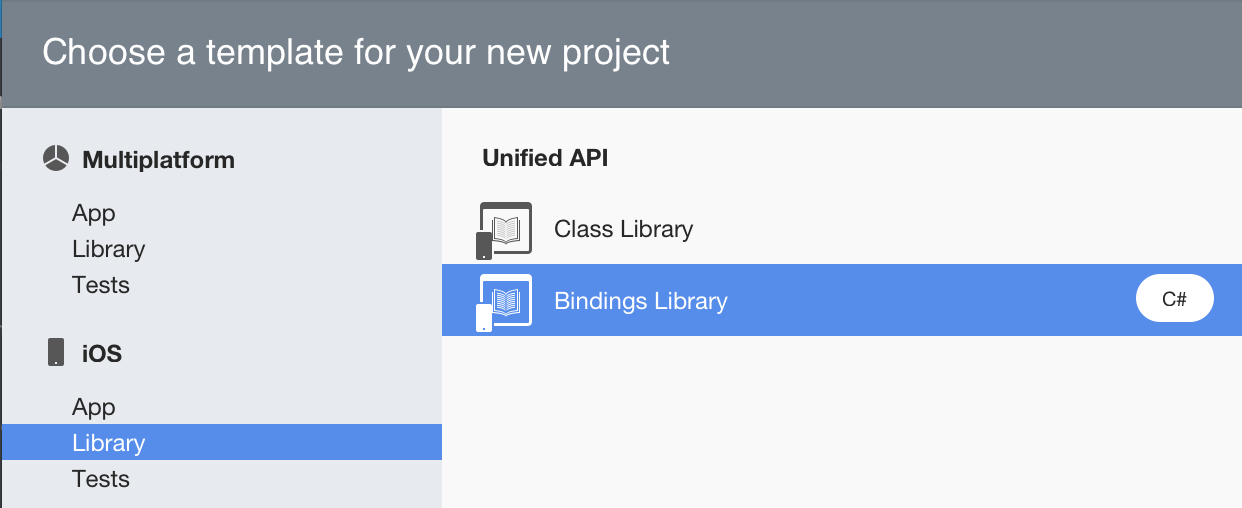 Choose a template for your new project
Multiplatform
App
Library
Tests
iOS
App
Library
Tests
Unified API
Class Library
Bindings Library
C#